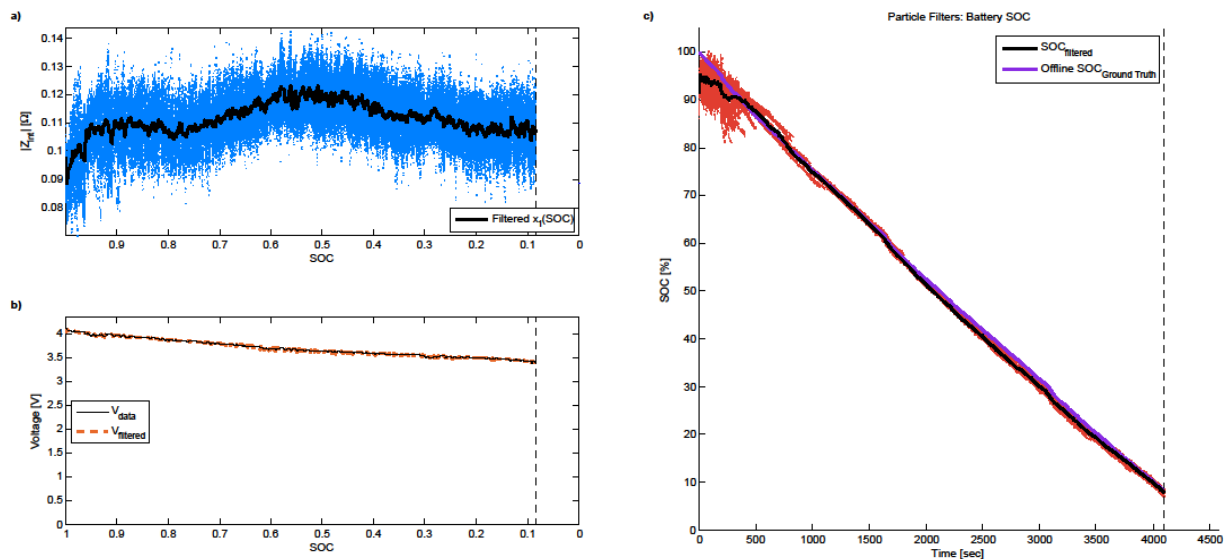 a)
0.14
0.13
0.12
0.11
0.1
0.09
0.08
|Z_int| [Ω]
Filtered x_1(SOC)
1 0.9 0.8 0.7 0.6 0.5 0.4 0.3 0.2 0.1 0
SOC
b)
4
3.5
3
2.5
2
1.5
1
0.5
0
Voltage [V]
V_data
V_filtered
1 0.9 0.8 0.7 0.6 0.5 0.4 0.3 0.2 0.1 0
SOC
c)
Particle Filters: Battery SOC
SOC_filtered
Offline SOC_Ground Truth
100
90
80
70
60
50
40
30
20
10
0
SOC [%]
0 500 1000 1500 2000 2500 3000 3500 4000 4500
Time [sec]